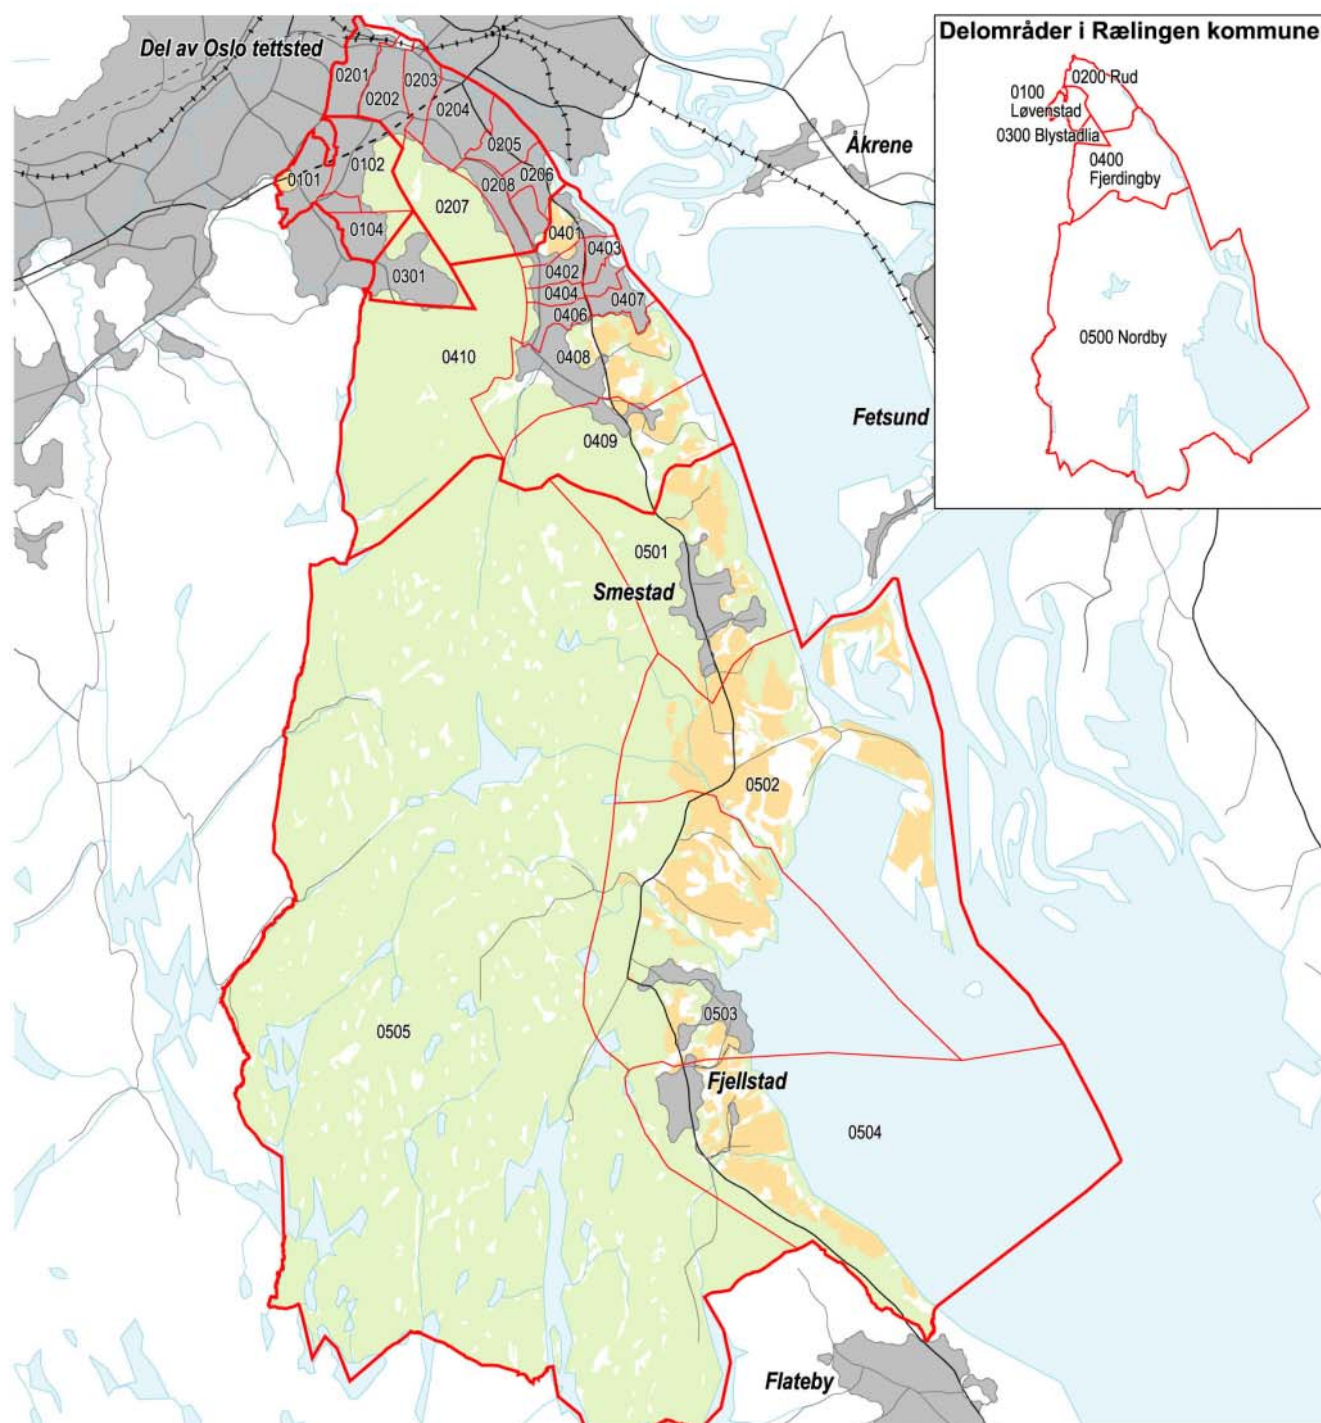 Delområder i Rælingen kommune
Del av Oslo tettsted
0201
0203
0202
0204
0200 Rud
0100
Løvenstad
0300 Blystadlia
0400
Fjerdingby
0500 Nordby
0205
Åkrene
0102
0101
0206
0208
0207
0104
0401
0403
0301
0402
0404
0407
0406
0410
0408
Fetsund
0409
0501
Smestad
0502
0503
0505
Fjellstad
0504
Flateby